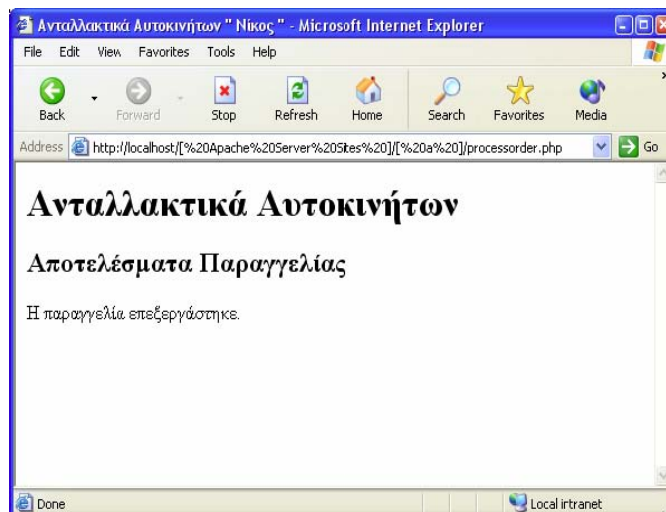 Ανταλλακτικά Αυτοκινήτων " Νίκος " - Microsoft Internet Explorer
File Edit View Favorites Tools Help
Back Forward Stop Refresh Home Search Favorites Media
Address http://localhost/[%20Apache%20Server%20Sites%20]/[%20a%20]/processorder.php Go
Ανταλλακτικά Αυτοκινήτων
Αποτελέσματα Παραγγελίας
Η παραγγελία επεξεργάστηκε.
Done Local intranet